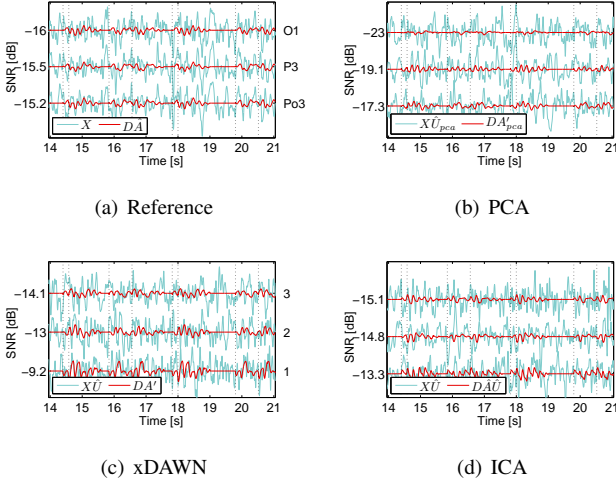 SNR [dB]
−16
−15.5
−15.2
O1
P3
Po3
X DA
14 15 16 17 18 19 20 21
Time [s]
(a) Reference
SNR [dB]
−23
−19.1
−17.3
XÛpca DA′pca
14 15 16 17 18 19 20 21
Time [s]
(b) PCA
SNR [dB]
−14.1
−13
−9.2
3
2
1
XÛ DA′
14 15 16 17 18 19 20 21
Time [s]
(c) xDAWN
SNR [dB]
−15.1
−14.8
−13.3
XÛ DÂÛ
14 15 16 17 18 19 20 21
Time [s]
(d) ICA